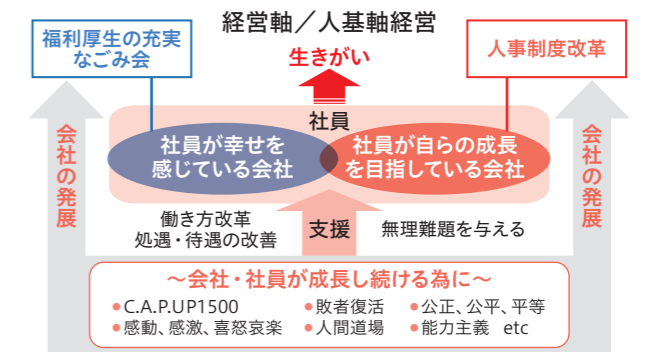 経営軸／人基軸経営
福利厚生の充実
なごみ会
生きがい
人事制度改革
社員
社員が幸せを
感じている会社
社員が自らの成長
を目指している会社
会社の発展
会社の発展
働き方改革
処遇・待遇の改善
支援
無理難題を与える
～会社・社員が成長し続ける為に～
●C.A.P.UP1500 ●敗者復活 ●公正、公平、平等
●感動、感激、喜怒哀楽 ●人間道場 ●能力主義 etc